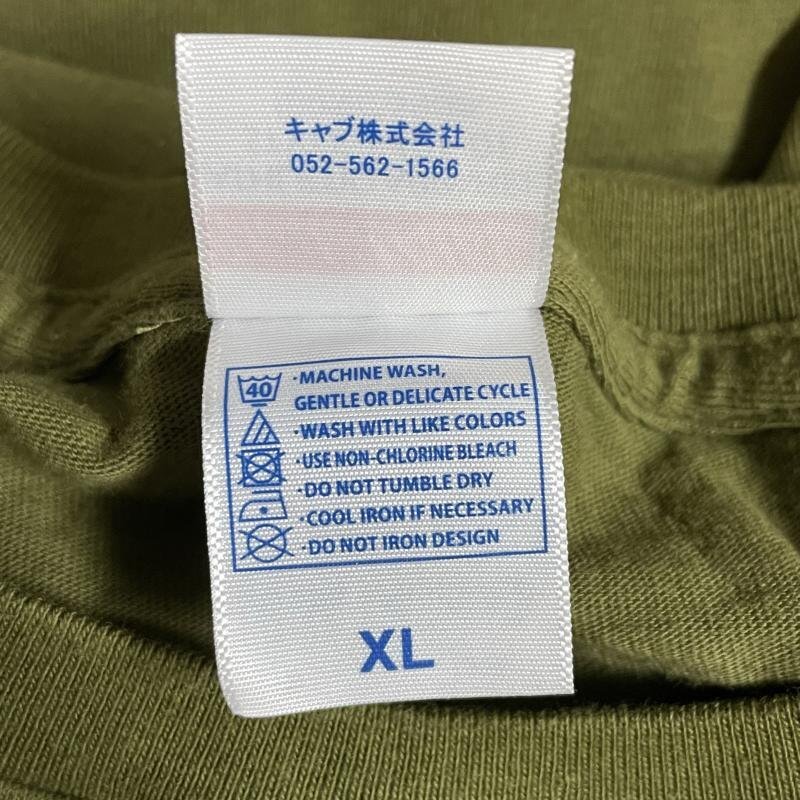 キャブ株式会社
052-562-1566
40
·MACHINE WASH,
GENTLE OR DELICATE CYCLE
·WASH WITH LIKE COLORS
·USE NON-CHLORINE BLEACH
·DO NOT TUMBLE DRY
·COOL IRON IF NECESSARY
·DO NOT IRON DESIGN
XL